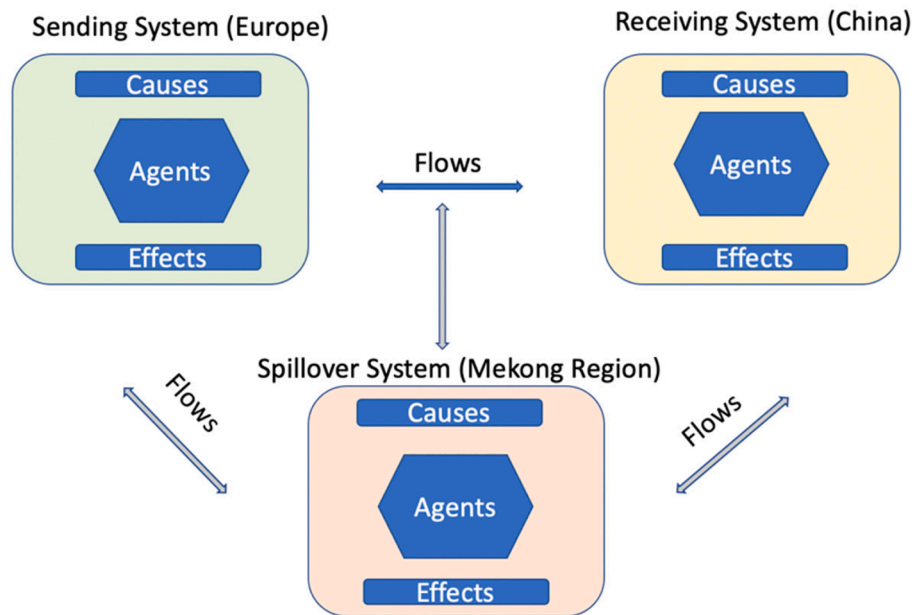 Sending System (Europe)
Receiving System (China)
Causes
Agents
Effects
Flows
Causes
Agents
Effects
Flows
Spillover System (Mekong Region)
Causes
Agents
Effects
Flows